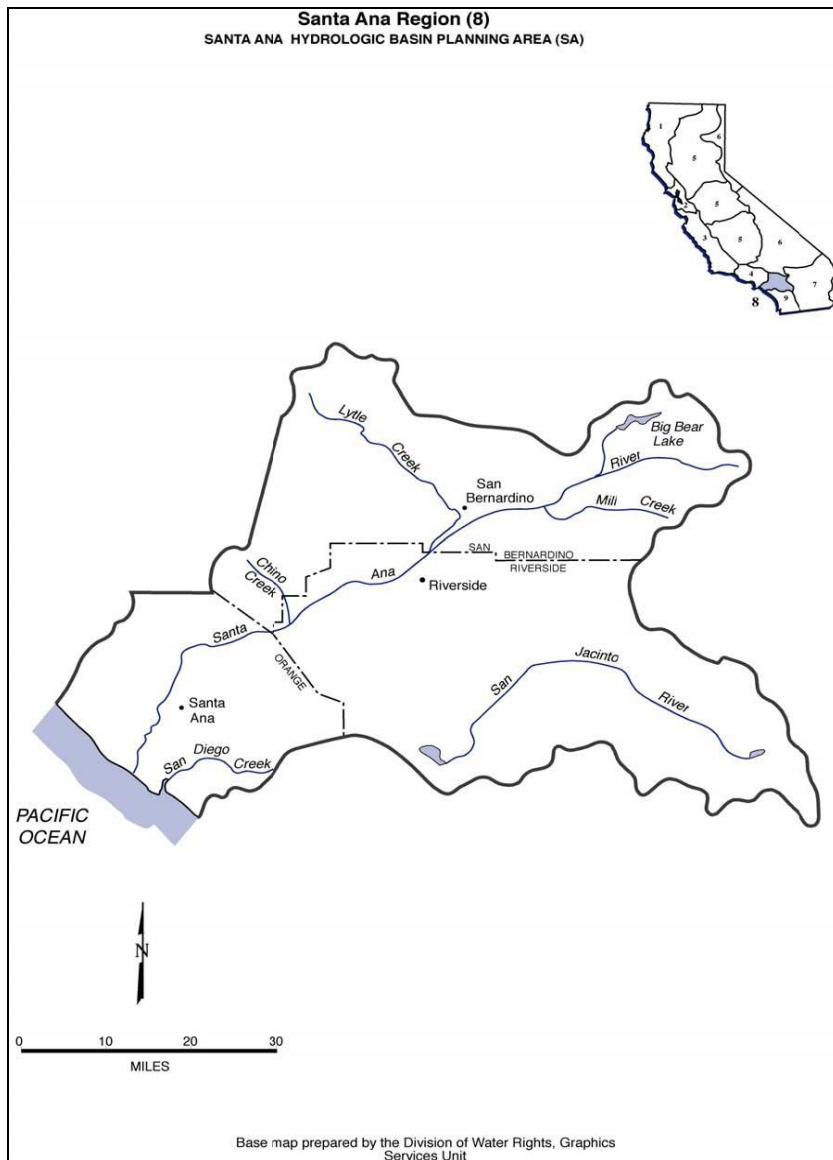 Santa Ana Region (8)
SANTA ANA HYDROLOGIC BASIN PLANNING AREA (SA)
1
6
5
2
5
3
5
6
4
7
8
9
Lytle
Creek
Big Bear
Lake
River
San
Bernardino
Mill Creek
SAN BERNARDINO
RIVERSIDE
Chino
Creek
Ana
Riverside
Santa
ORANGE
San Jacinto River
Santa
Ana
San Diego Creek
PACIFIC
OCEAN
N
0 10 20 30
MILES
Base map prepared by the Division of Water Rights, Graphics
Services Unit